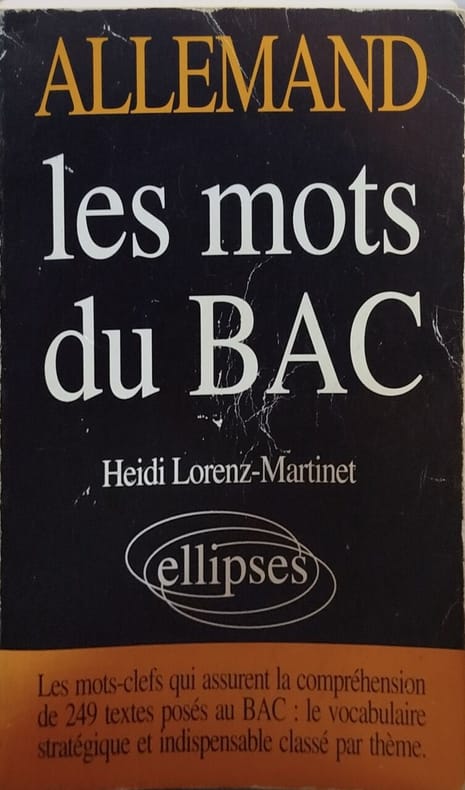 ALLEMAND
les mots
du BAC
Heidi Lorenz-Martinet
ellipses
Les mots-clefs qui assurent la compréhension
de 249 textes posés au BAC : le vocabulaire
stratégique et indispensable classé par thème.